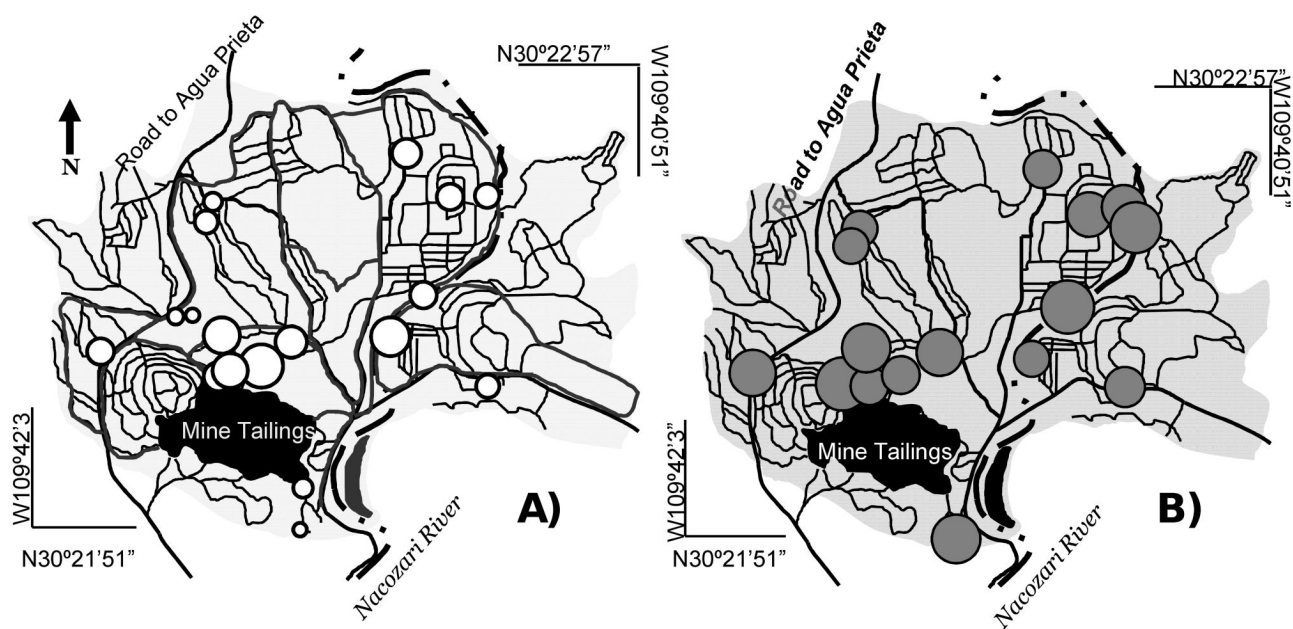 Road to Agua Prieta
N30º22’57”
W109º40’51”
N
Mine Tailings
W109º42’3
N30º21’51”
A)
Nacozari River
Road to Agua Prieta
N30º22’57”
W109º40’51”
Mine Tailings
W109º42’3”
N30º21’51”
B)
Nacozari River